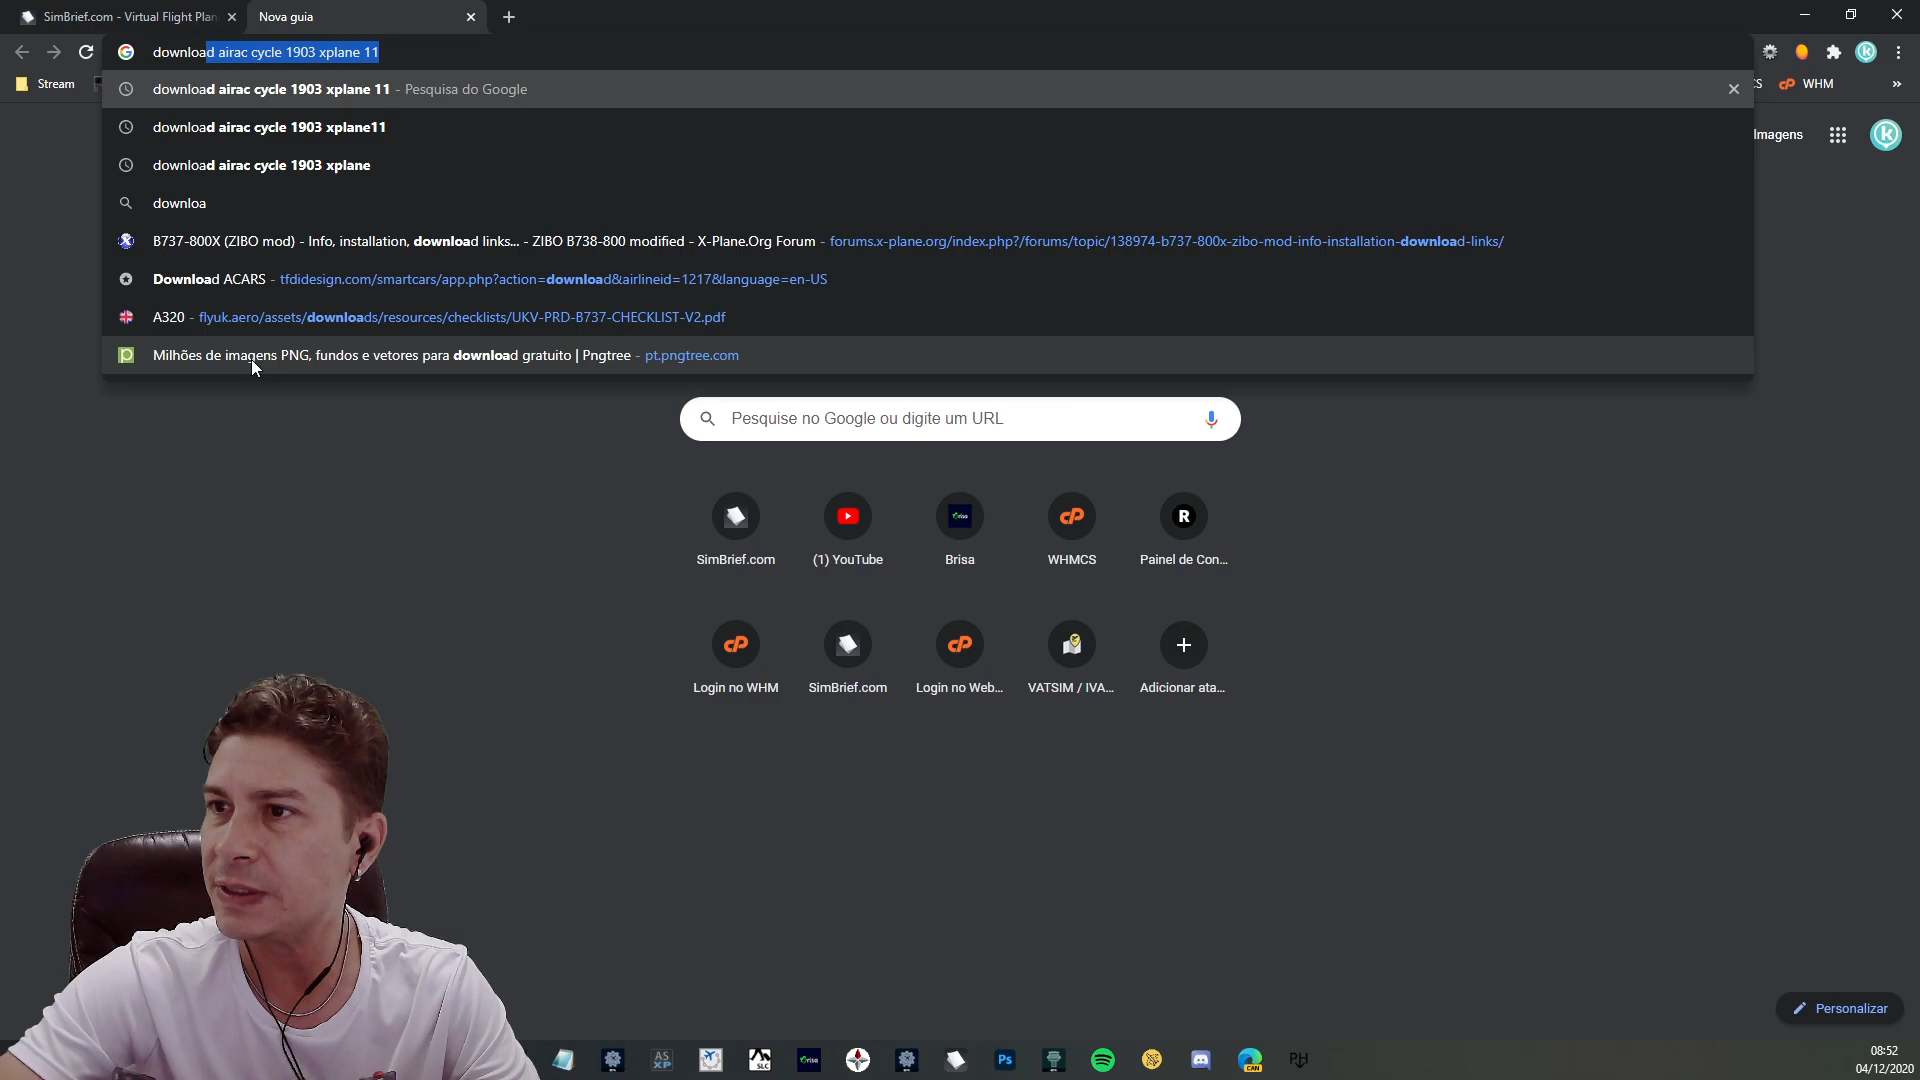 SimBrief.com - Virtual Flight Plan
Nova guia
download airac cycle 1903 xplane 11
Stream
CS
WHM
download airac cycle 1903 xplane 11 - Pesquisa do Google
download airac cycle 1903 xplane11
download airac cycle 1903 xplane
downloa
B737-800X (ZIBO mod) - Info, installation, download links... - ZIBO B738-800 modified - X-Plane.Org Forum - forums.x-plane.org/index.php?/forums/topic/138974-b737-800x-zibo-mod-info-installation-download-links/
Download ACARS - tfdidesign.com/smartcars/app.php?action=download&airlineid=1217&language=en-US
A320 - flyuk.aero/assets/downloads/resources/checklists/UKV-PRD-B737-CHECKLIST-V2.pdf
Milhões de imagens PNG, fundos e vetores para download gratuito | Pngtree - pt.pngtree.com
Imagens
Pesquise no Google ou digite um URL
SimBrief.com
(1) YouTube
Brisa
WHMCS
Painel de Con...
Login no WHM
SimBrief.com
Login no Web...
VATSIM / IVA...
Adicionar ata...
Personalizar
AS
XP
SLC
Ps
CAN
PH
08:52
04/12/2020